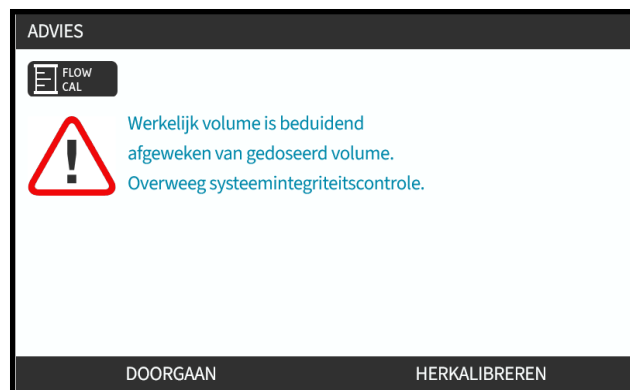 ADVIES
FLOW
CAL
Werkelijk volume is beduidend
afgeweken van gedoseerd volume.
Overweeg systeemintegriteitscontrole.
DOORGAAN HERKALIBREREN